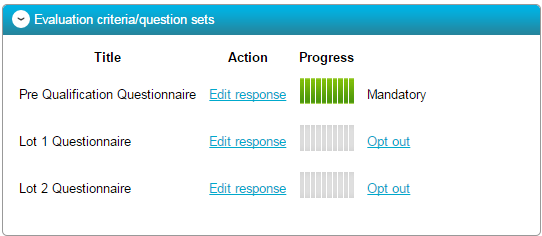 Evaluation criteria/question sets
Title Action Progress
Pre Qualification Questionnaire Edit response Mandatory
Lot 1 Questionnaire Edit response Opt out
Lot 2 Questionnaire Edit response Opt out